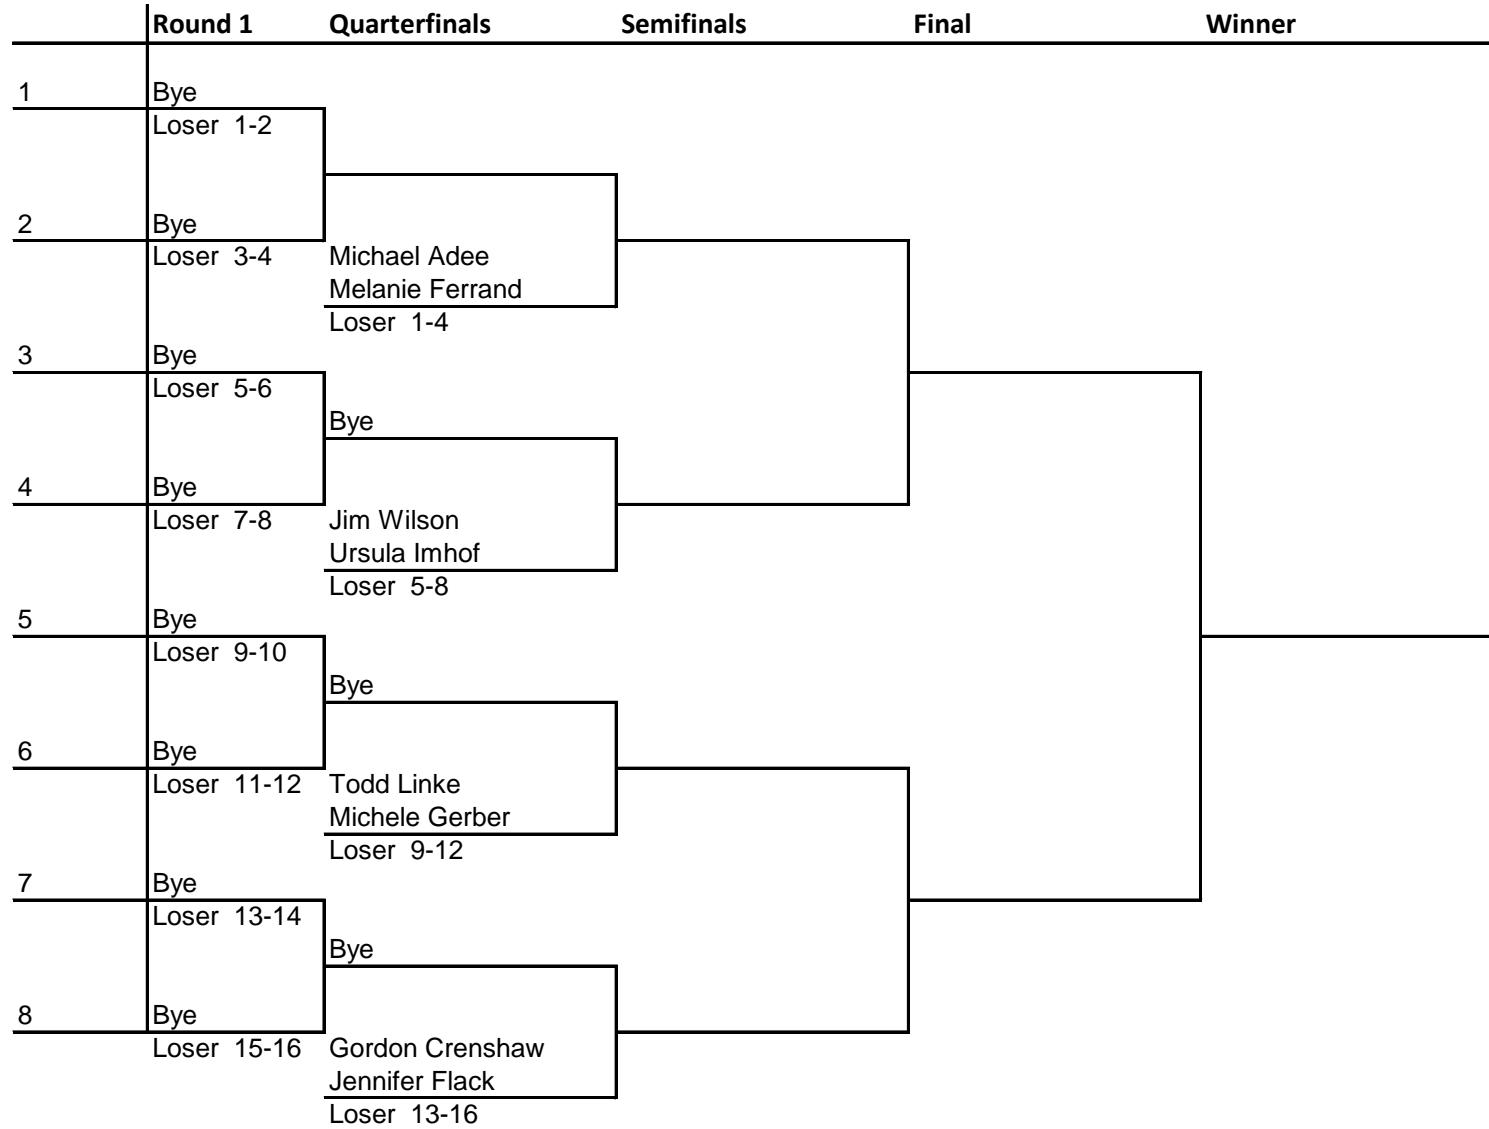 Round 1 Quarterfinals Semifinals Final Winner
1 Bye
Loser 1-2
2 Bye
Loser 3-4 Michael Adee
Melanie Ferrand
Loser 1-4
3 Bye
Loser 5-6
Bye
4 Bye
Loser 7-8 Jim Wilson
Ursula Imhof
Loser 5-8
5 Bye
Loser 9-10
Bye
6 Bye
Loser 11-12 Todd Linke
Michele Gerber
Loser 9-12
7 Bye
Loser 13-14
Bye
8 Bye
Loser 15-16 Gordon Crenshaw
Jennifer Flack
Loser 13-16